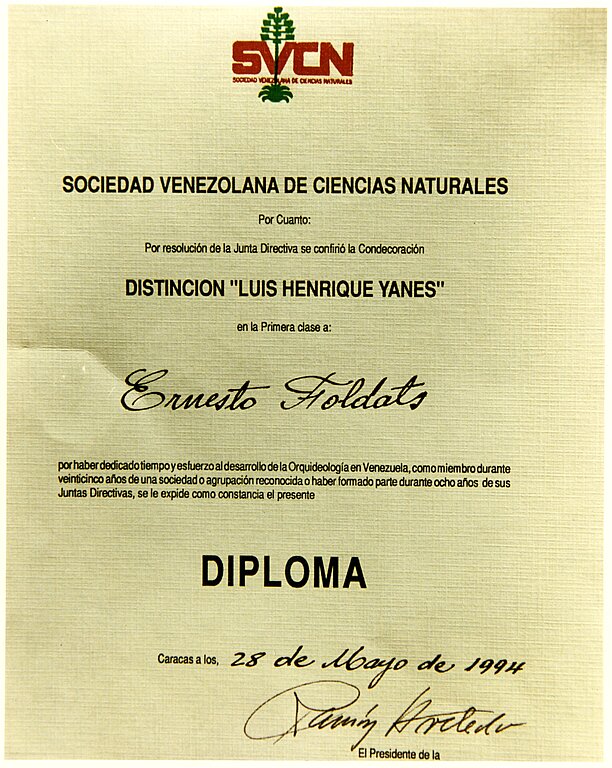 SVCN
SOCIEDAD VENEZOLANA DE CIENCIAS NATURALES
SOCIEDAD VENEZOLANA DE CIENCIAS NATURALES
Por Cuanto:
Por resolución de la Junta Directiva se confirió la Condecoración
DISTINCION "LUIS HENRIQUE YANES"
en la Primera clase a:
Ernesto Foldats
por haber dedicado tiempo y esfuerzo al desarrollo de la Orquideología en Venezuela, como miembro durante
veinticinco años de una sociedad o agrupación reconocida o haber formado parte durante ocho años de sus
Juntas Directivas, se le expide como constancia el presente
DIPLOMA
Caracas a los, 28 de Mayo de 1994
Ramón
El Presidente de la